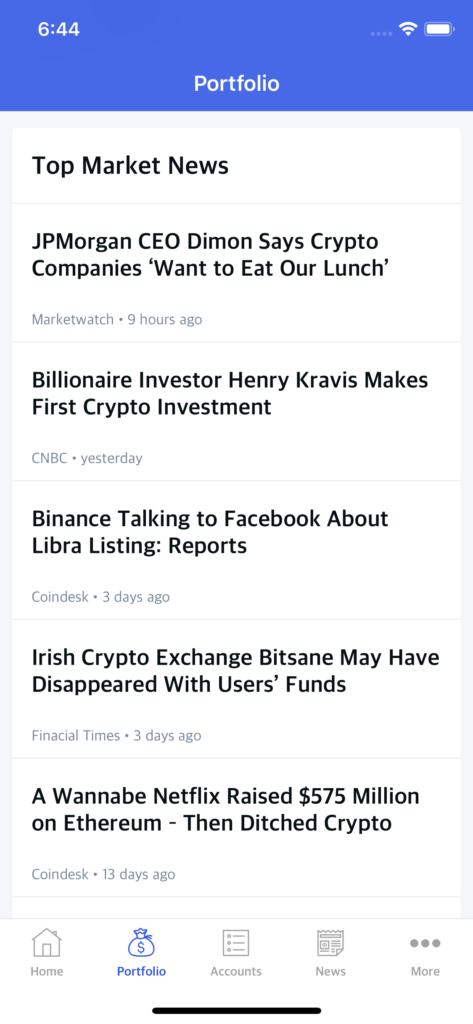 6:44
Portfolio
Top Market News
JPMorgan CEO Dimon Says Crypto
Companies ‘Want to Eat Our Lunch’
Marketwatch • 9 hours ago
Billionaire Investor Henry Kravis Makes
First Crypto Investment
CNBC • yesterday
Binance Talking to Facebook About
Libra Listing: Reports
Coindesk • 3 days ago
Irish Crypto Exchange Bitsane May Have
Disappeared With Users’ Funds
Finacial Times • 3 days ago
A Wannabe Netflix Raised $575 Million
on Ethereum - Then Ditched Crypto
Coindesk • 13 days ago
$
Home Portfolio Accounts News More